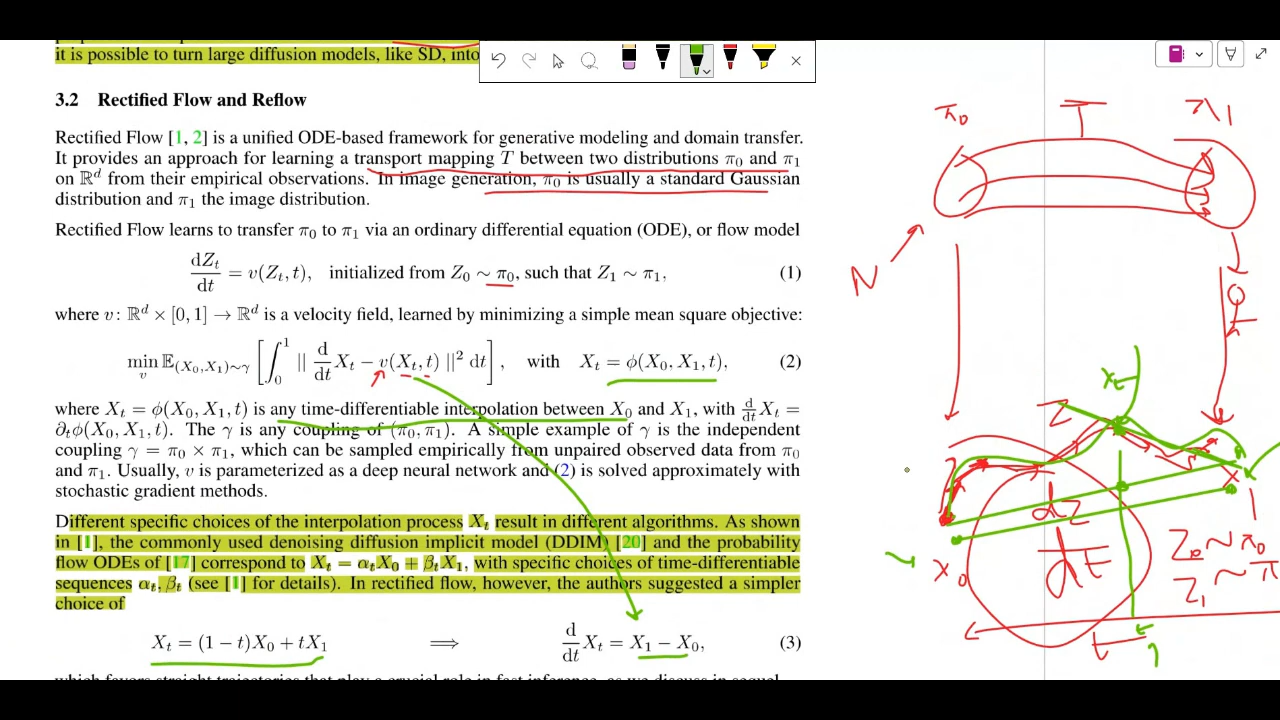 it is possible to turn large diffusion models, like SD, into
3.2 Rectified Flow and Reflow
Rectified Flow [1, 2] is a unified ODE-based framework for generative modeling and domain transfer.
It provides an approach for learning a transport mapping T between two distributions π₀ and π₁
on ℝᵈ from their empirical observations. In image generation, π₀ is usually a standard Gaussian
distribution and π₁ the image distribution.
Rectified Flow learns to transfer π₀ to π₁ via an ordinary differential equation (ODE), or flow model
dZₜ/dt = v(Zₜ, t), initialized from Z₀ ∼ π₀, such that Z₁ ∼ π₁, (1)
where v: ℝᵈ × [0, 1] → ℝᵈ is a velocity field, learned by minimizing a simple mean square objective:
min_v 𝔼_(X₀,X₁)∼γ [∫₀¹ || d/dt Xₜ − v(Xₜ, t) ||² dt], with Xₜ = ϕ(X₀, X₁, t), (2)
where Xₜ = ϕ(X₀, X₁, t) is any time-differentiable interpolation between X₀ and X₁, with d/dt Xₜ =
∂ₜϕ(X₀, X₁, t). The γ is any coupling of (π₀, π₁). A simple example of γ is the independent
coupling γ = π₀ × π₁, which can be sampled empirically from unpaired observed data from π₀
and π₁. Usually, v is parameterized as a deep neural network and (2) is solved approximately with
stochastic gradient methods.
Different specific choices of the interpolation process Xₜ result in different algorithms. As shown
in [1], the commonly used denoising diffusion implicit model (DDIM) [20] and the probability
flow ODEs of [17] correspond to Xₜ = αₜX₀ + βₜX₁, with specific choices of time-differentiable
sequences αₜ, βₜ (see [1] for details). In rectified flow, however, the authors suggested a simpler
choice of
Xₜ = (1 − t)X₀ + tX₁ ⟹ d/dt Xₜ = X₁ − X₀, (3)
π₀ T π₁
N
Xt
Z
X₁
dz/dt
X₀
Z₀ ~ π₀
Z₁ ~ π
t